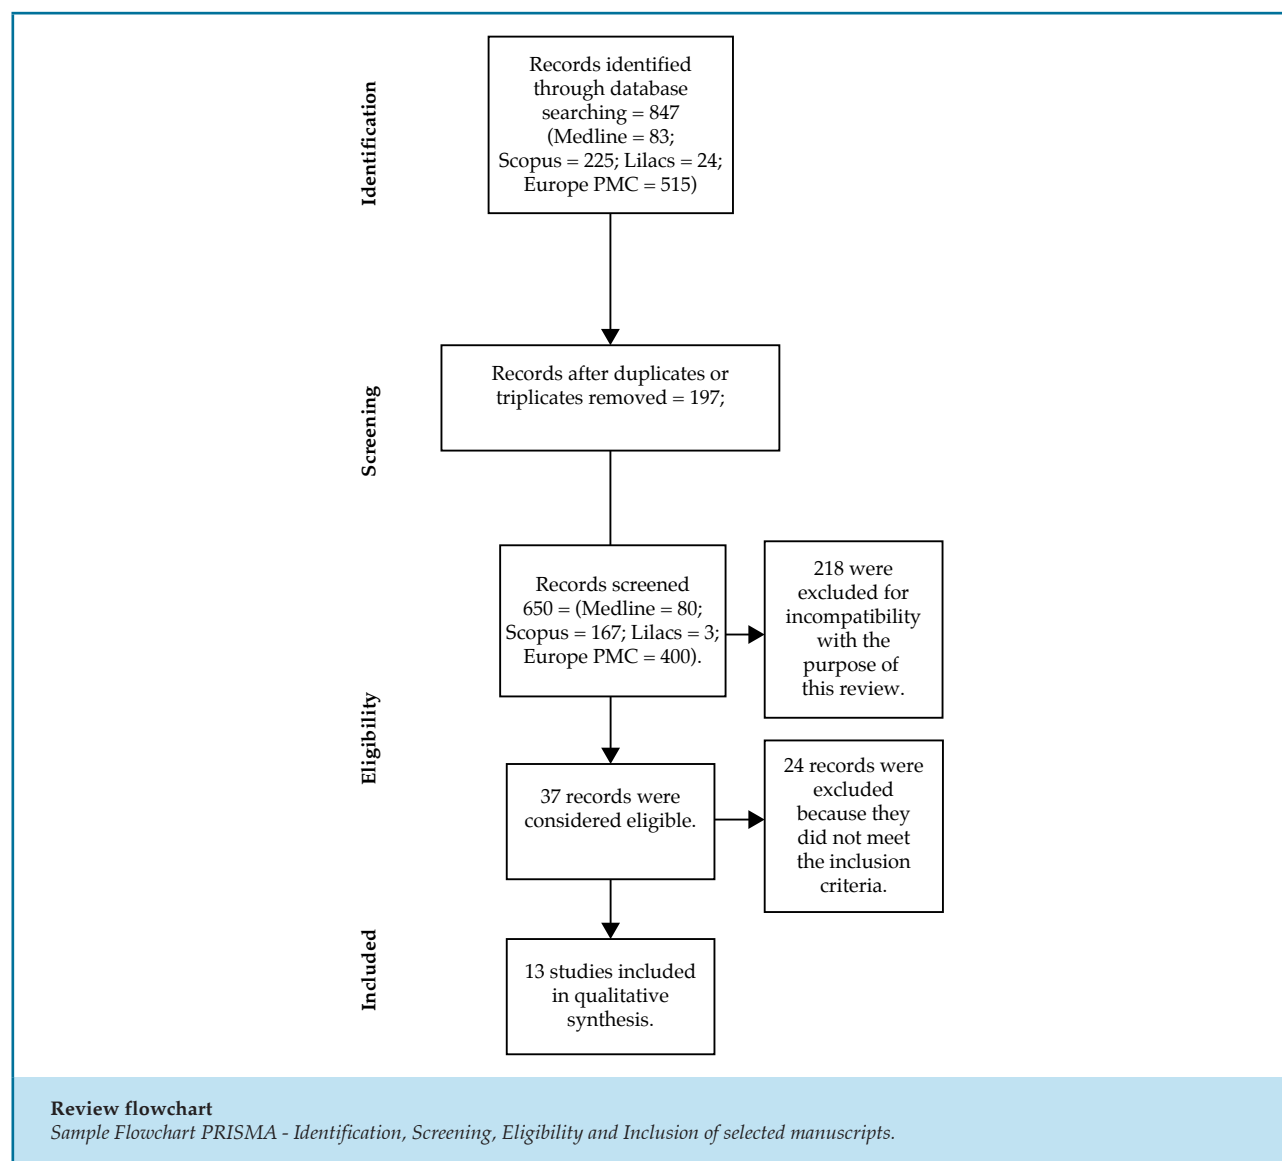 Identification
Records identified
through database
searching = 847
(Medline = 83;
Scopus = 225; Lilacs = 24;
Europe PMC = 515)
Screening
Records after duplicates or
triplicates removed = 197;
Records screened
650 = (Medline = 80;
Scopus = 167; Lilacs = 3;
Europe PMC = 400).
218 were
excluded for
incompatibility
with the
purpose of
this review.
Eligibility
37 records were
considered eligible.
24 records were
excluded
because they
did not meet
the inclusion
criteria.
Included
13 studies included
in qualitative
synthesis.
Review flowchart
Sample Flowchart PRISMA - Identification, Screening, Eligibility and Inclusion of selected manuscripts.